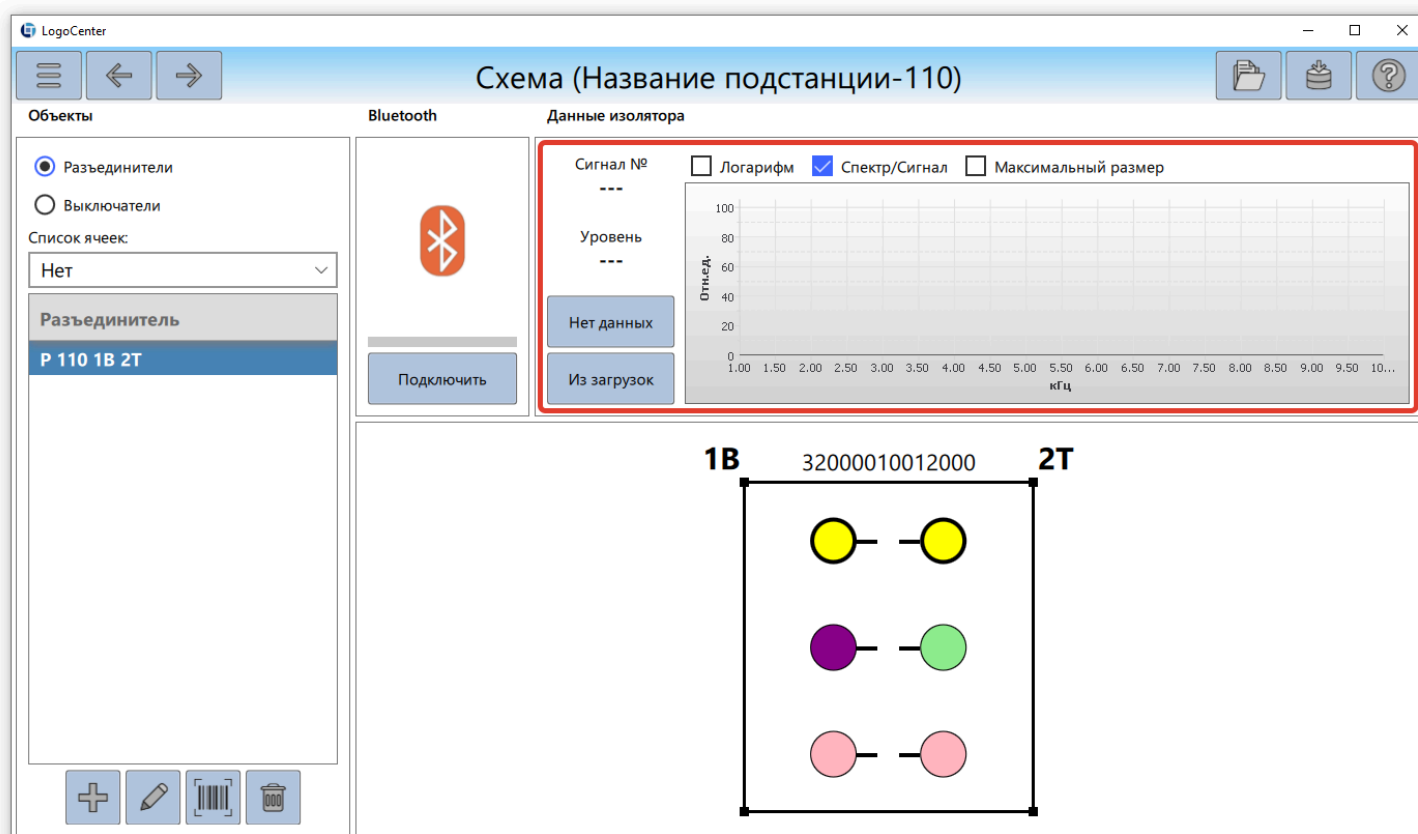 LogoCenter
Схема (Название подстанции-110)
Объекты
Bluetooth
Данные изолятора
Разъединители
Выключатели
Список ячеек:
Нет
Разъединитель
Р 110 1В 2Т
Подключить
Сигнал №
---
Уровень
---
Нет данных
Из загрузок
Логарифм
Спектр/Сигнал
Максимальный размер
Отн.ед.
100
80
60
40
20
0
1.00 1.50 2.00 2.50 3.00 3.50 4.00 4.50 5.00 5.50 6.00 6.50 7.00 7.50 8.00 8.50 9.00 9.50 10...
кГц
1В 32000010012000 2Т